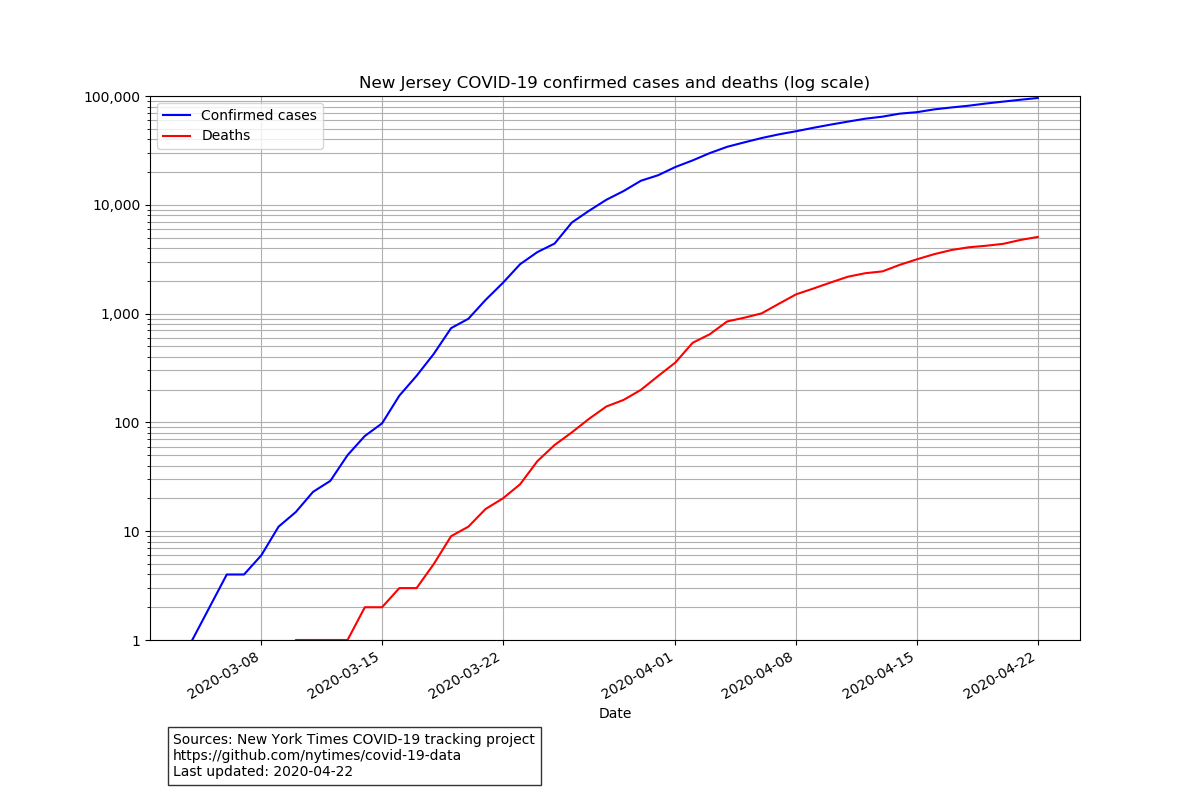 New Jersey COVID-19 confirmed cases and deaths (log scale)
100,000
10,000
1,000
100
10
1
Confirmed cases
Deaths
2020-03-08
2020-03-15
2020-03-22
2020-04-01
2020-04-08
2020-04-15
2020-04-22
Date
Sources: New York Times COVID-19 tracking project
https://github.com/nytimes/covid-19-data
Last updated: 2020-04-22